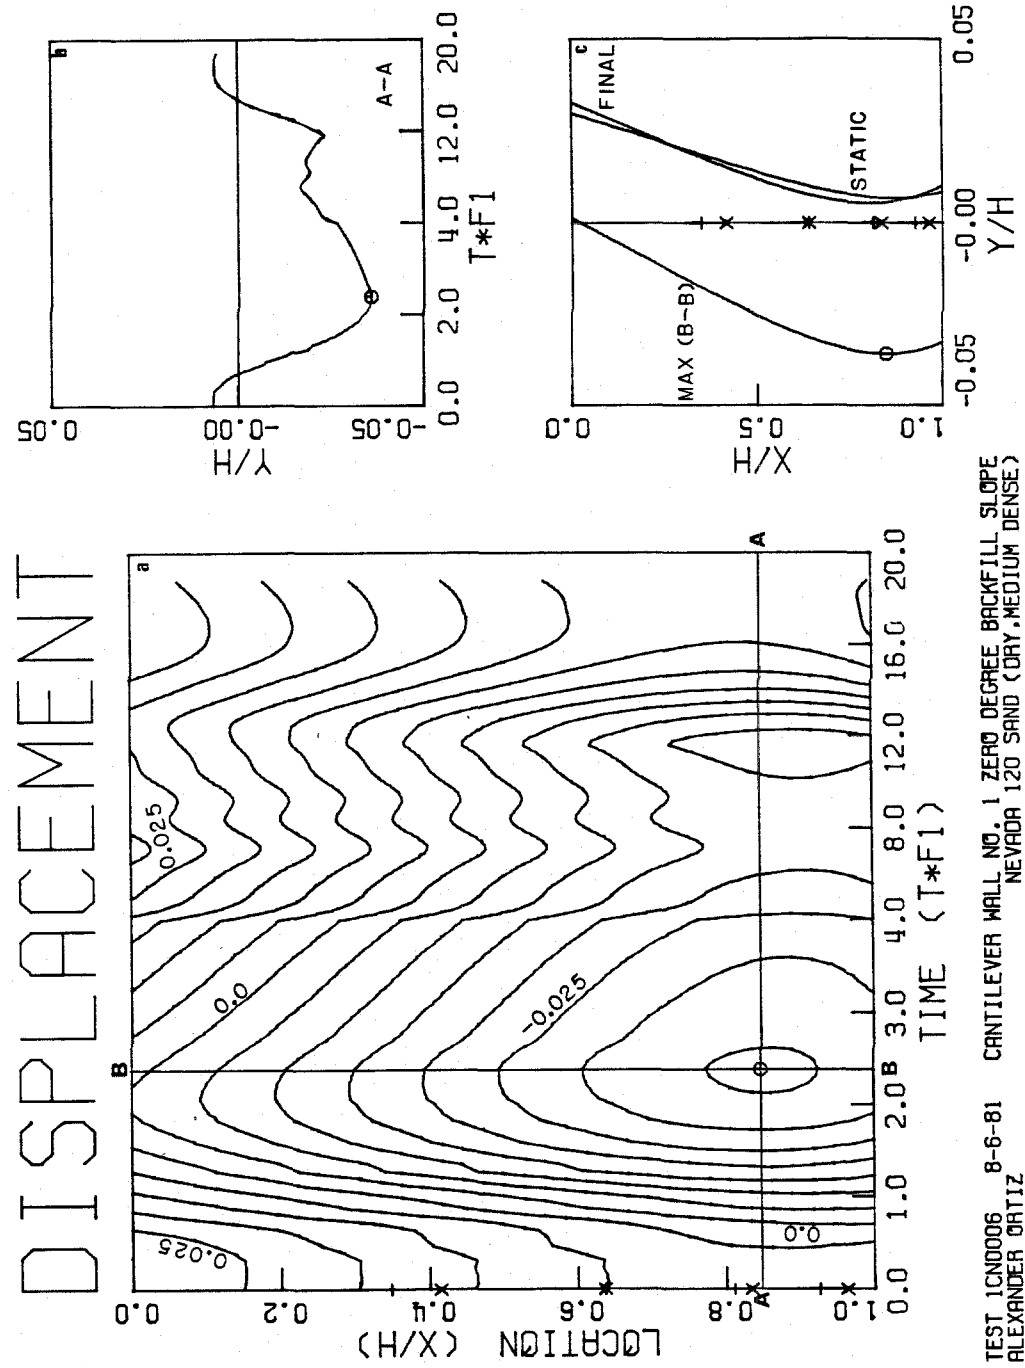 DISPLACEMENT
a
LOCATION (X/H)
0.0
0.2
0.4
0.6
0.8
1.0
0.025
0.0
0.025
-0.025
0.0
B
B
A
A
0.0
1.0
2.0
3.0
4.0
8.0
12.0
16.0
20.0
TIME (T*F1)
b
Y/H
0.05
-0.00
-0.05
A-A
0.0
2.0
4.0
12.0
20.0
T*F1
c
X/H
0.0
0.5
1.0
MAX (B-B)
FINAL
STATIC
-0.05
-0.00
0.05
Y/H
TEST 1CN0006 8-6-81 CANTILEVER WALL NO. 1 ZERO DEGREE BACKFILL SLOPE
ALEXANDER ORTIZ NEVADA 120 SAND (DRY,MEDIUM DENSE)